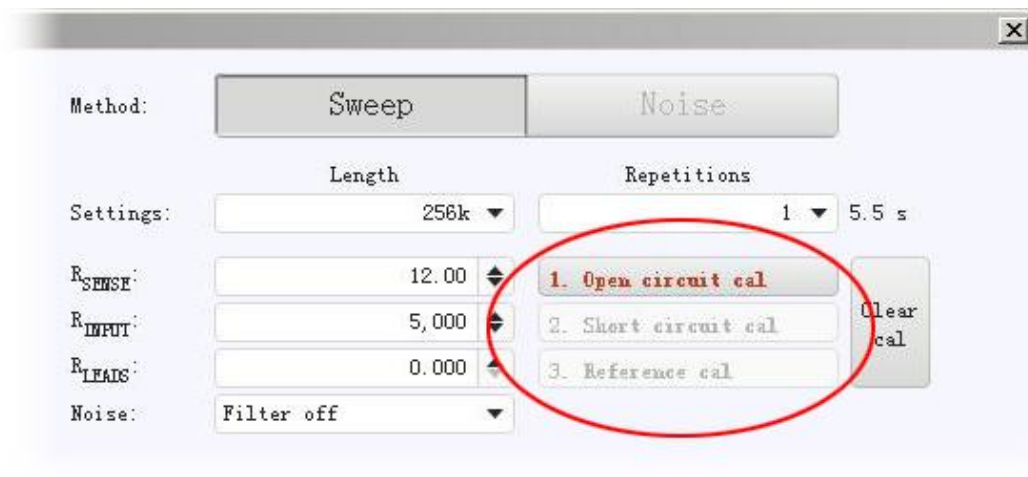 Method: Sweep Noise
Length Repetitions
Settings: 256k 1 5.5 s
RSENSE: 12.00 1. Open circuit cal
RINPUT: 5,000 2. Short circuit cal
RLEADS: 0.000 3. Reference cal
Clear cal
Noise: Filter off